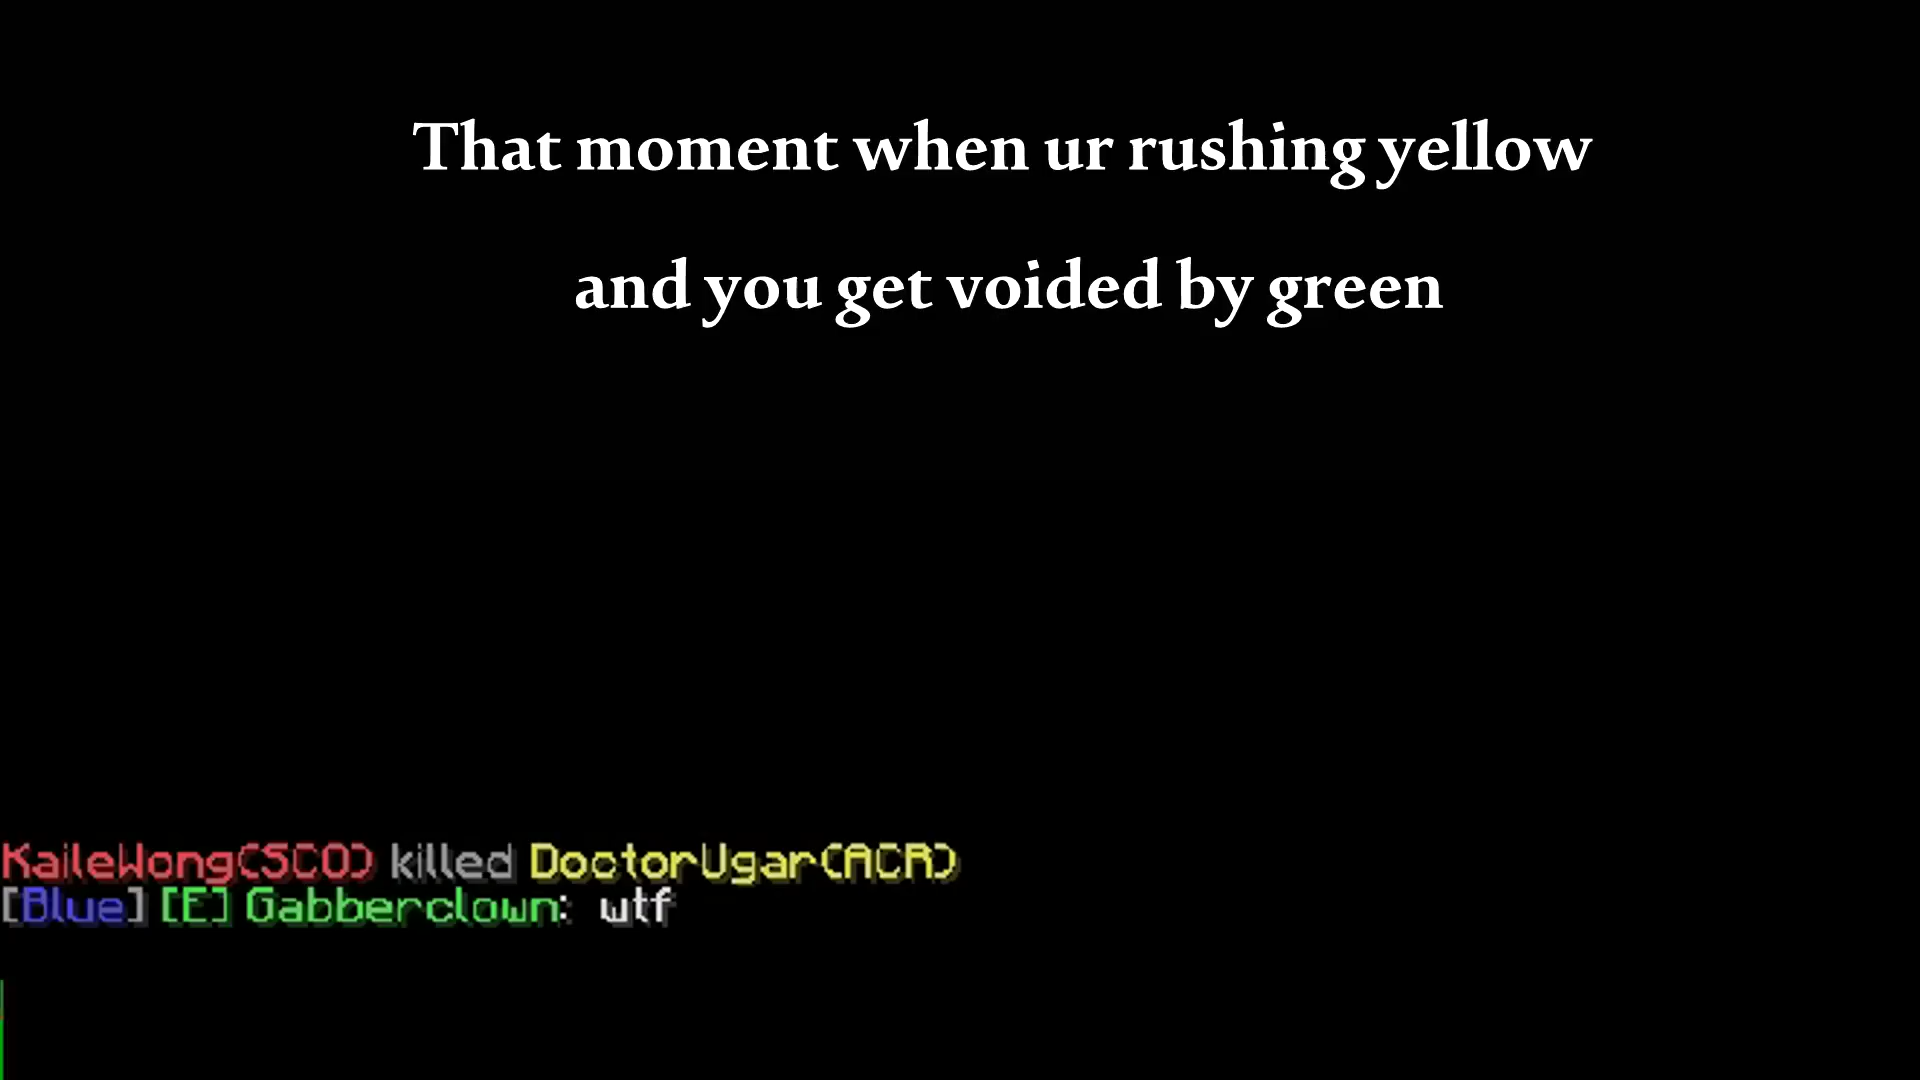 That moment when ur rushing yellow
and you get voided by green
KaileWong(SCO) killed DoctorUgar(ACR)
[Blue] [E] Gabberclown: wtf